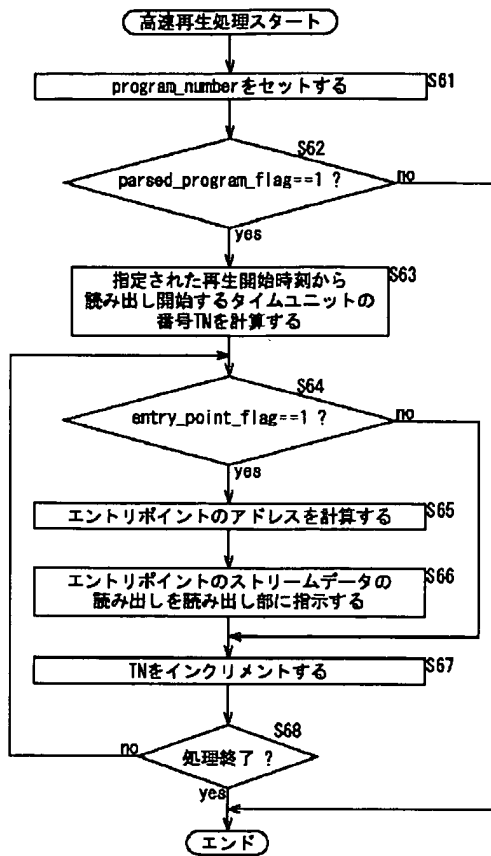 高速再生処理スタート
program_numberをセットする
S61
S62
parsed_program_flag==1 ?
no
yes
指定された再生開始時刻から
読み出し開始するタイムユニットの
番号TNを計算する
S63
S64
entry_point_flag==1 ?
no
yes
エントリポイントのアドレスを計算する
S65
エントリポイントのストリームデータの
読み出しを読み出し部に指示する
S66
TNをインクリメントする
S67
S68
no
処理終了 ?
yes
エンド